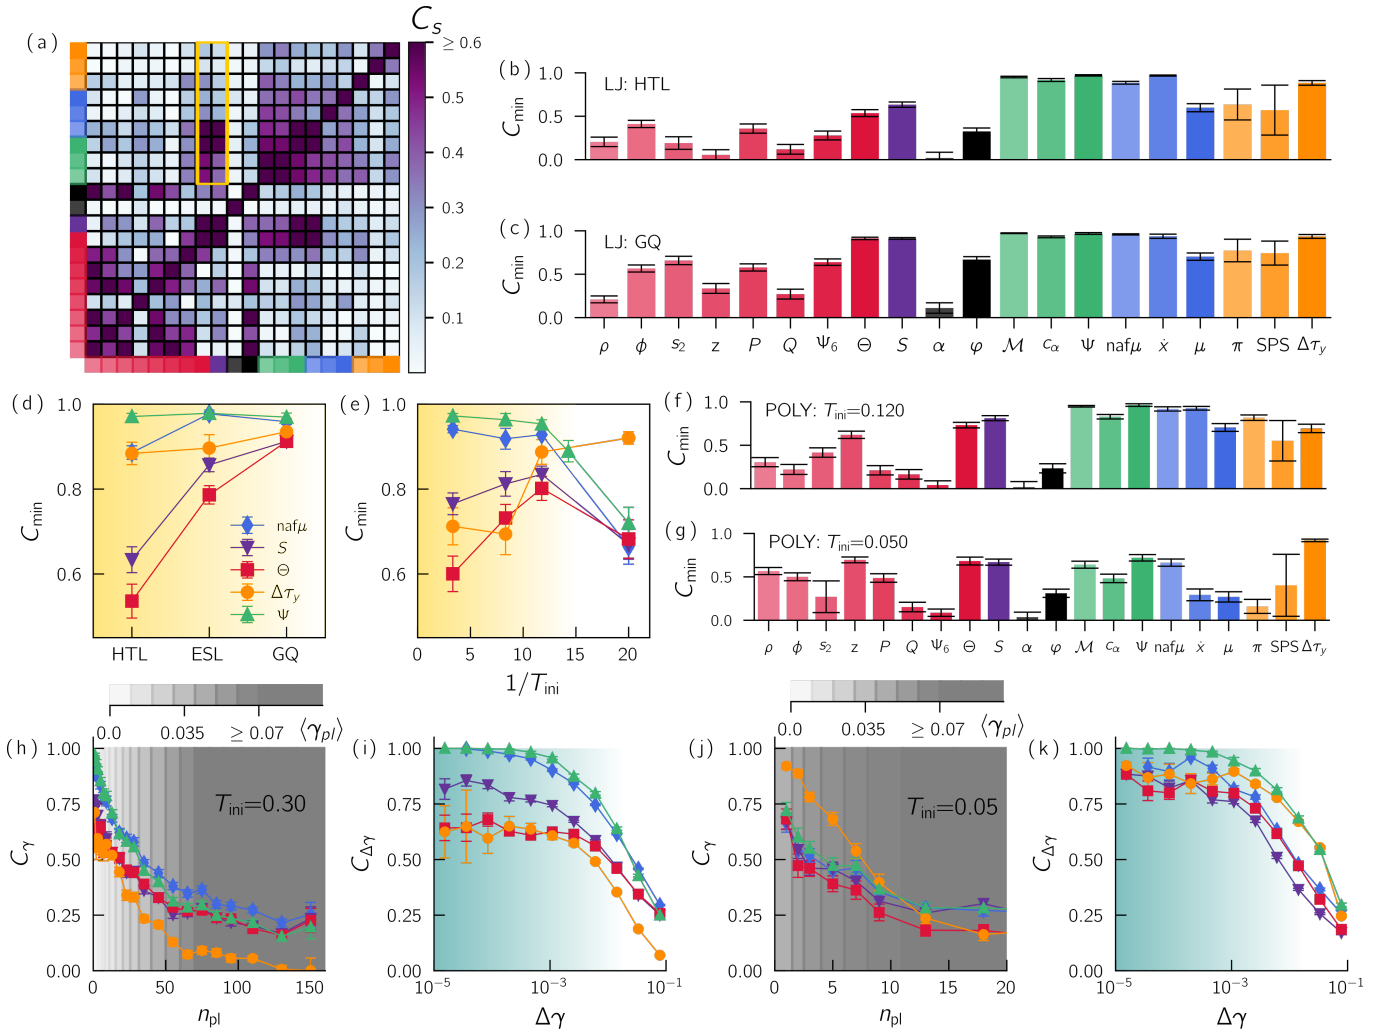 (a)
C_S
≥ 0.6
0.5
0.4
0.3
0.2
0.1
(b)
LJ: HTL
C_min
1.0
0.5
0.0
(c)
LJ: GQ
C_min
1.0
0.5
0.0
ρ ϕ s₂ z P Q Ψ₆ Θ S α φ ℳ c_α Ψ nafμ ẋ μ π SPS Δτ_y
(d)
C_min
1.0
0.8
0.6
nafμ
S
Θ
Δτ_y
Ψ
HTL ESL GQ
(e)
C_min
1.0
0.8
0.6
0 5 10 15 20
1/T_ini
(f)
POLY: T_ini=0.120
C_min
1.0
0.5
0.0
(g)
POLY: T_ini=0.050
C_min
1.0
0.5
0.0
ρ ϕ s₂ z P Q Ψ₆ Θ S α φ ℳ c_α Ψ nafμ ẋ μ π SPS Δτ_y
0.0 0.035 ≥ 0.07 ⟨γ_pl⟩
(h)
C_γ
1.00
0.75
0.50
0.25
0.00
T_ini=0.30
0 50 100 150
n_pl
(i)
C_Δγ
1.00
0.75
0.50
0.25
0.00
10⁻⁵ 10⁻³ 10⁻¹
Δγ
0.0 0.035 ≥ 0.07 ⟨γ_pl⟩
(j)
C_γ
1.00
0.75
0.50
0.25
0.00
T_ini=0.05
0 5 10 15 20
n_pl
(k)
C_Δγ
1.00
0.75
0.50
0.25
0.00
10⁻⁵ 10⁻³ 10⁻¹
Δγ